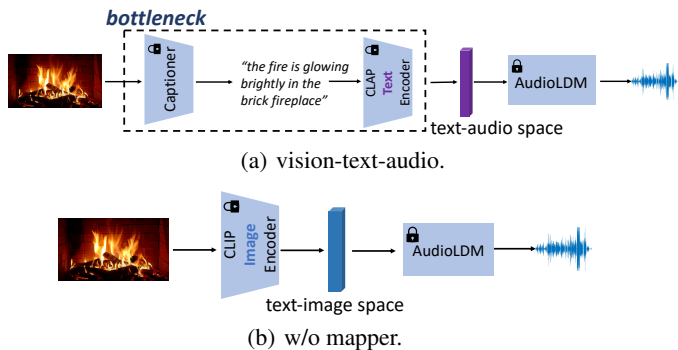 bottleneck
Captioner
“the fire is glowing
brightly in the
brick fireplace”
CLAP
Text
Encoder
AudioLDM
text-audio space
(a) vision-text-audio.
CLIP
Image
Encoder
AudioLDM
text-image space
(b) w/o mapper.